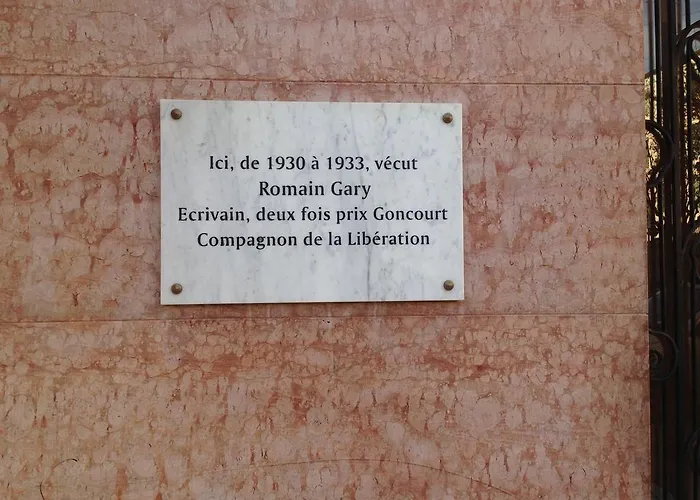 Ici, de 1930 à 1933, vécut
Romain Gary
Ecrivain, deux fois prix Goncourt
Compagnon de la Libération